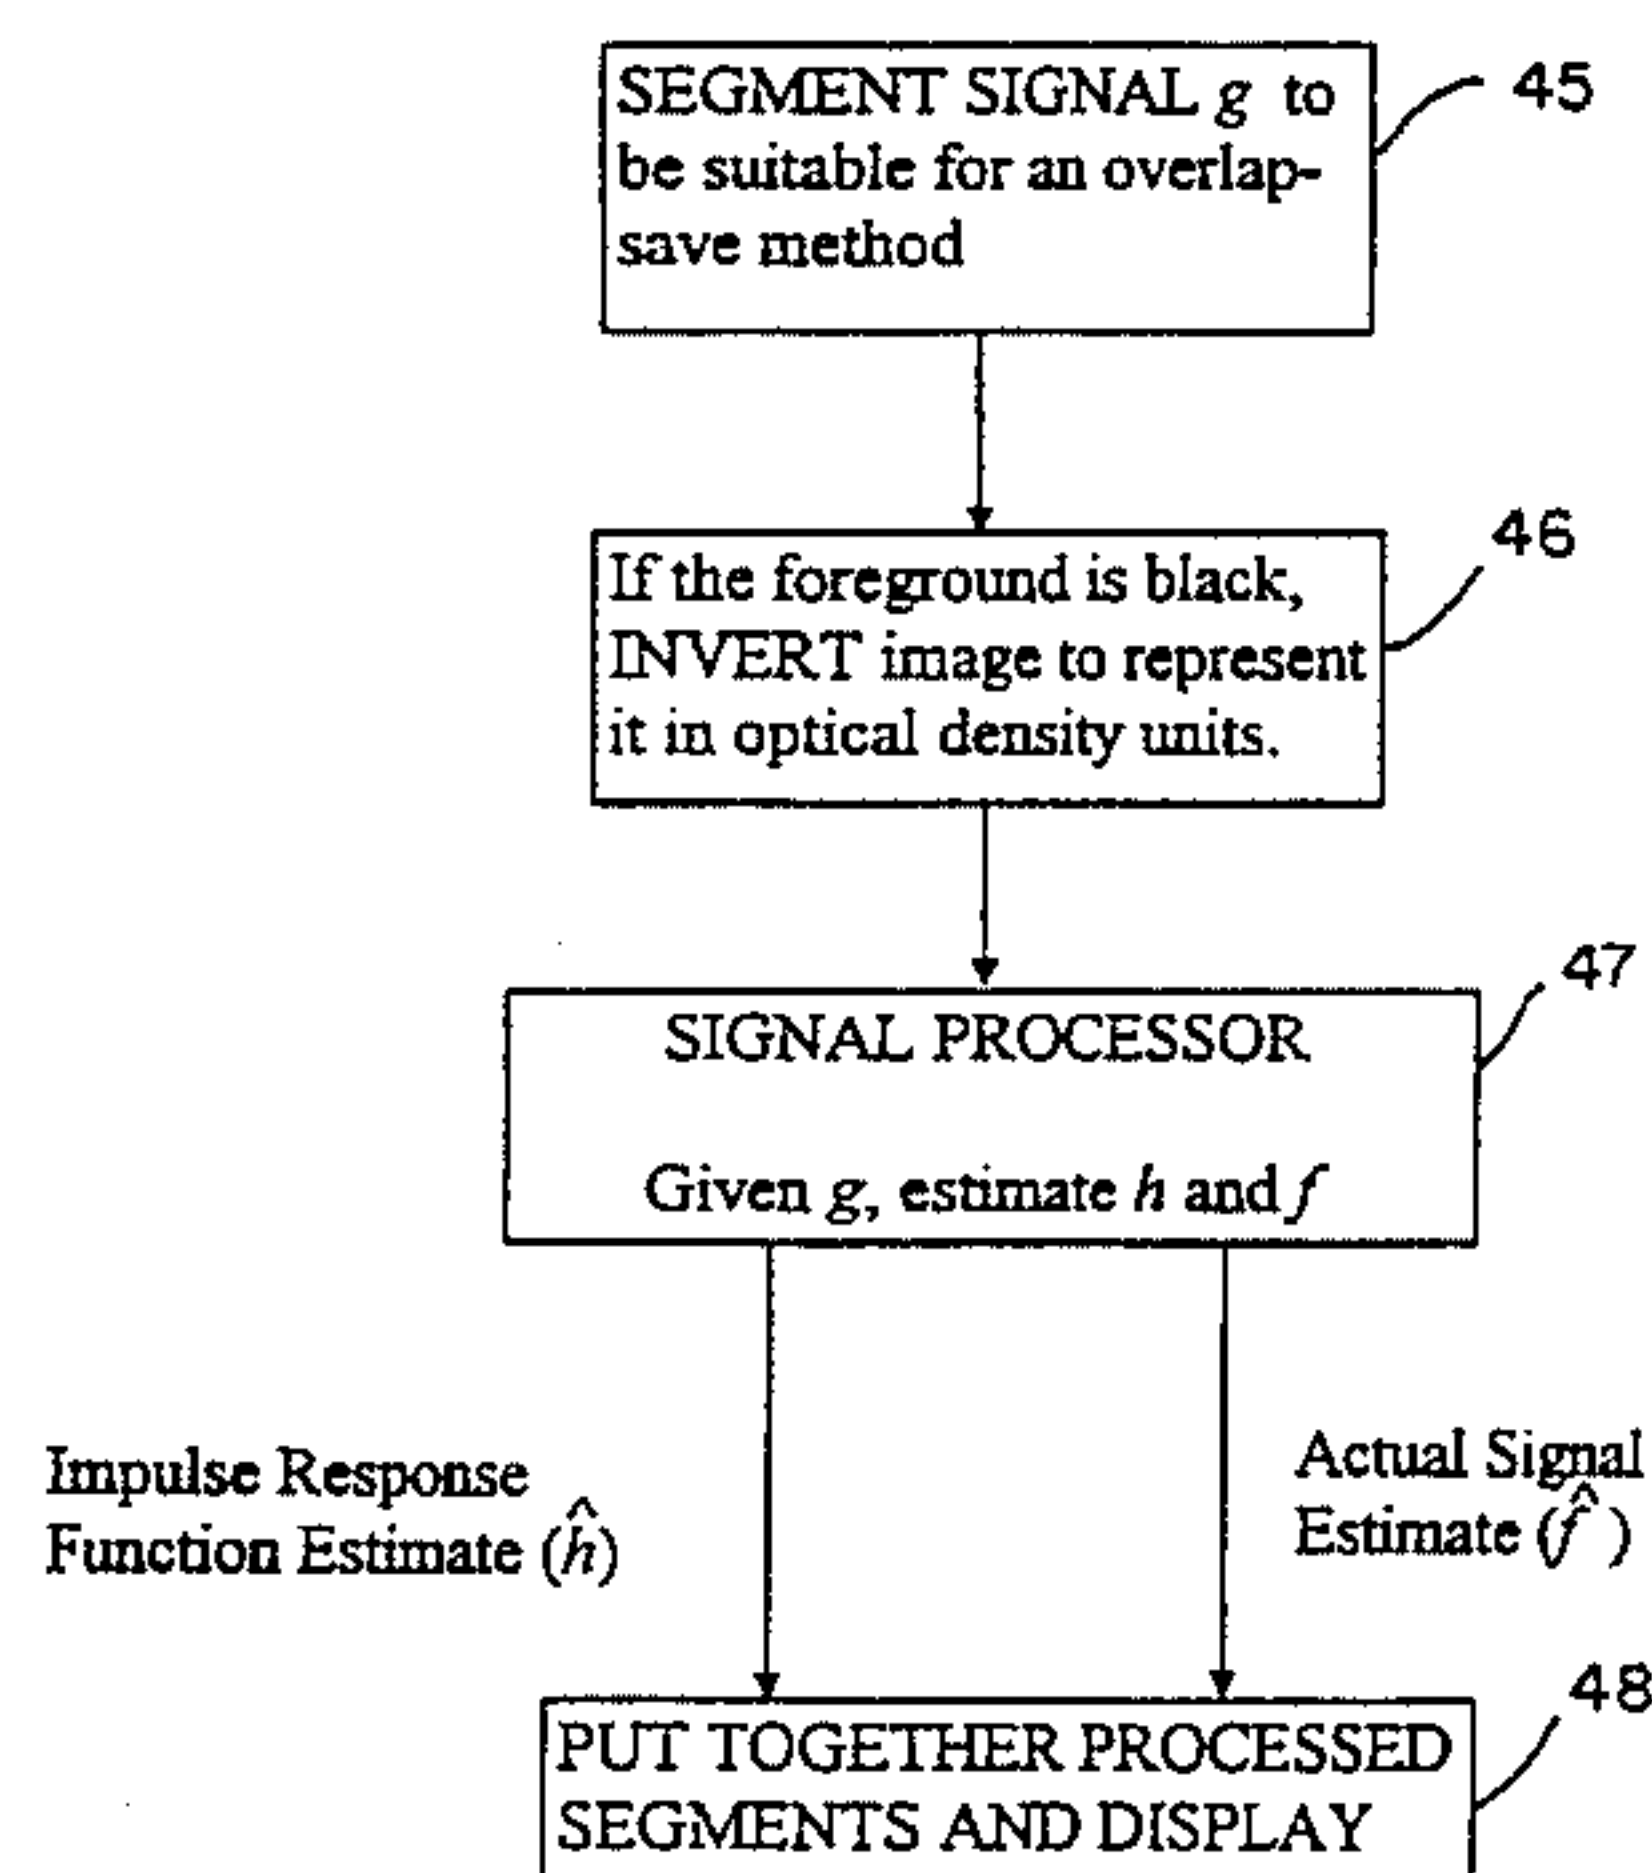 SEGMENT SIGNAL g to
be suitable for an overlap-
save method
45
If the foreground is black,
INVERT image to represent
it in optical density units.
46
SIGNAL PROCESSOR
Given g, estimate h and f
47
Impulse Response
Function Estimate (ĥ)
Actual Signal
Estimate (f̂ )
PUT TOGETHER PROCESSED
SEGMENTS AND DISPLAY
48